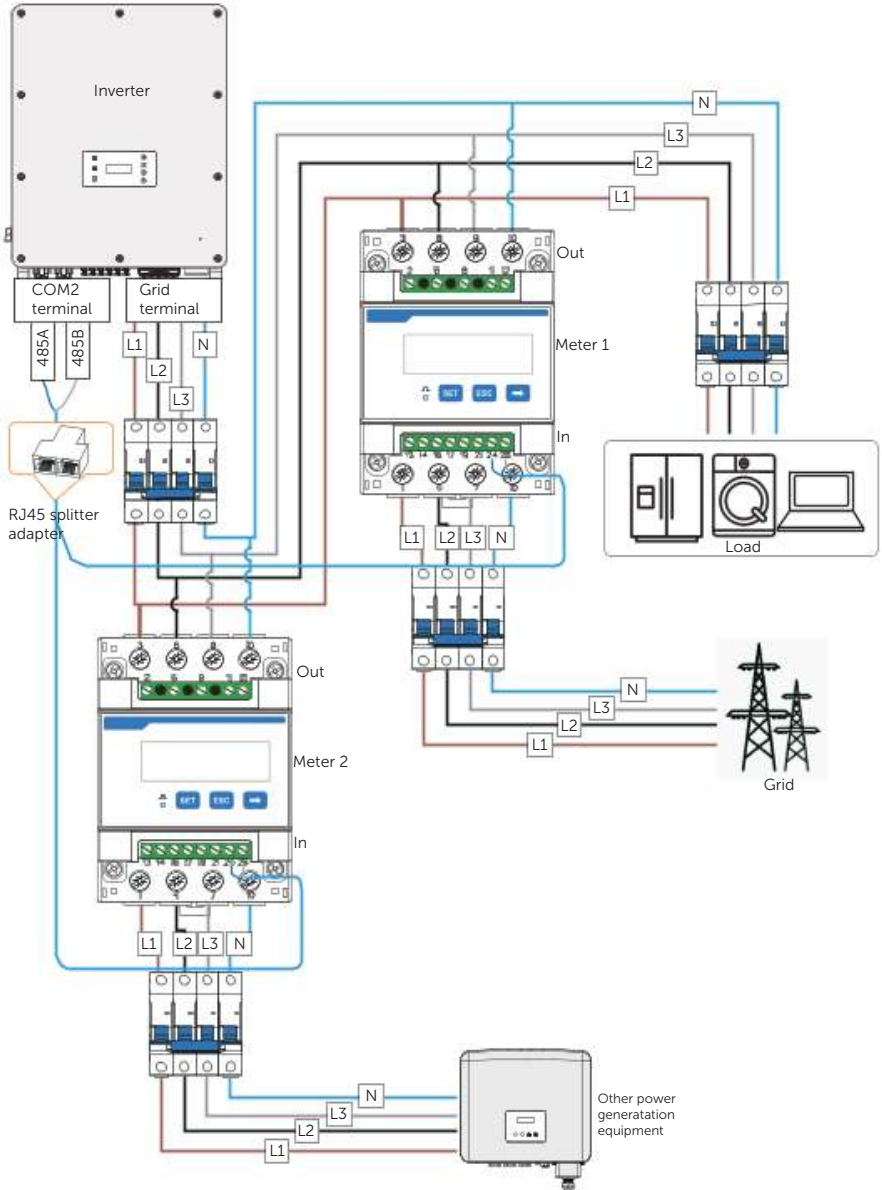 Inverter
COM2
terminal
Grid
terminal
485A
485B
L1
L2
L3
N
RJ45 splitter
adapter
N
L3
L2
L1
Out
Meter 1
SET
ESC
In
L1
L2
L3
N
Load
N
L3
L2
L1
Grid
Out
Meter 2
SET
ESC
In
L1
L2
L3
N
N
L3
L2
L1
Other power
generatation
equipment